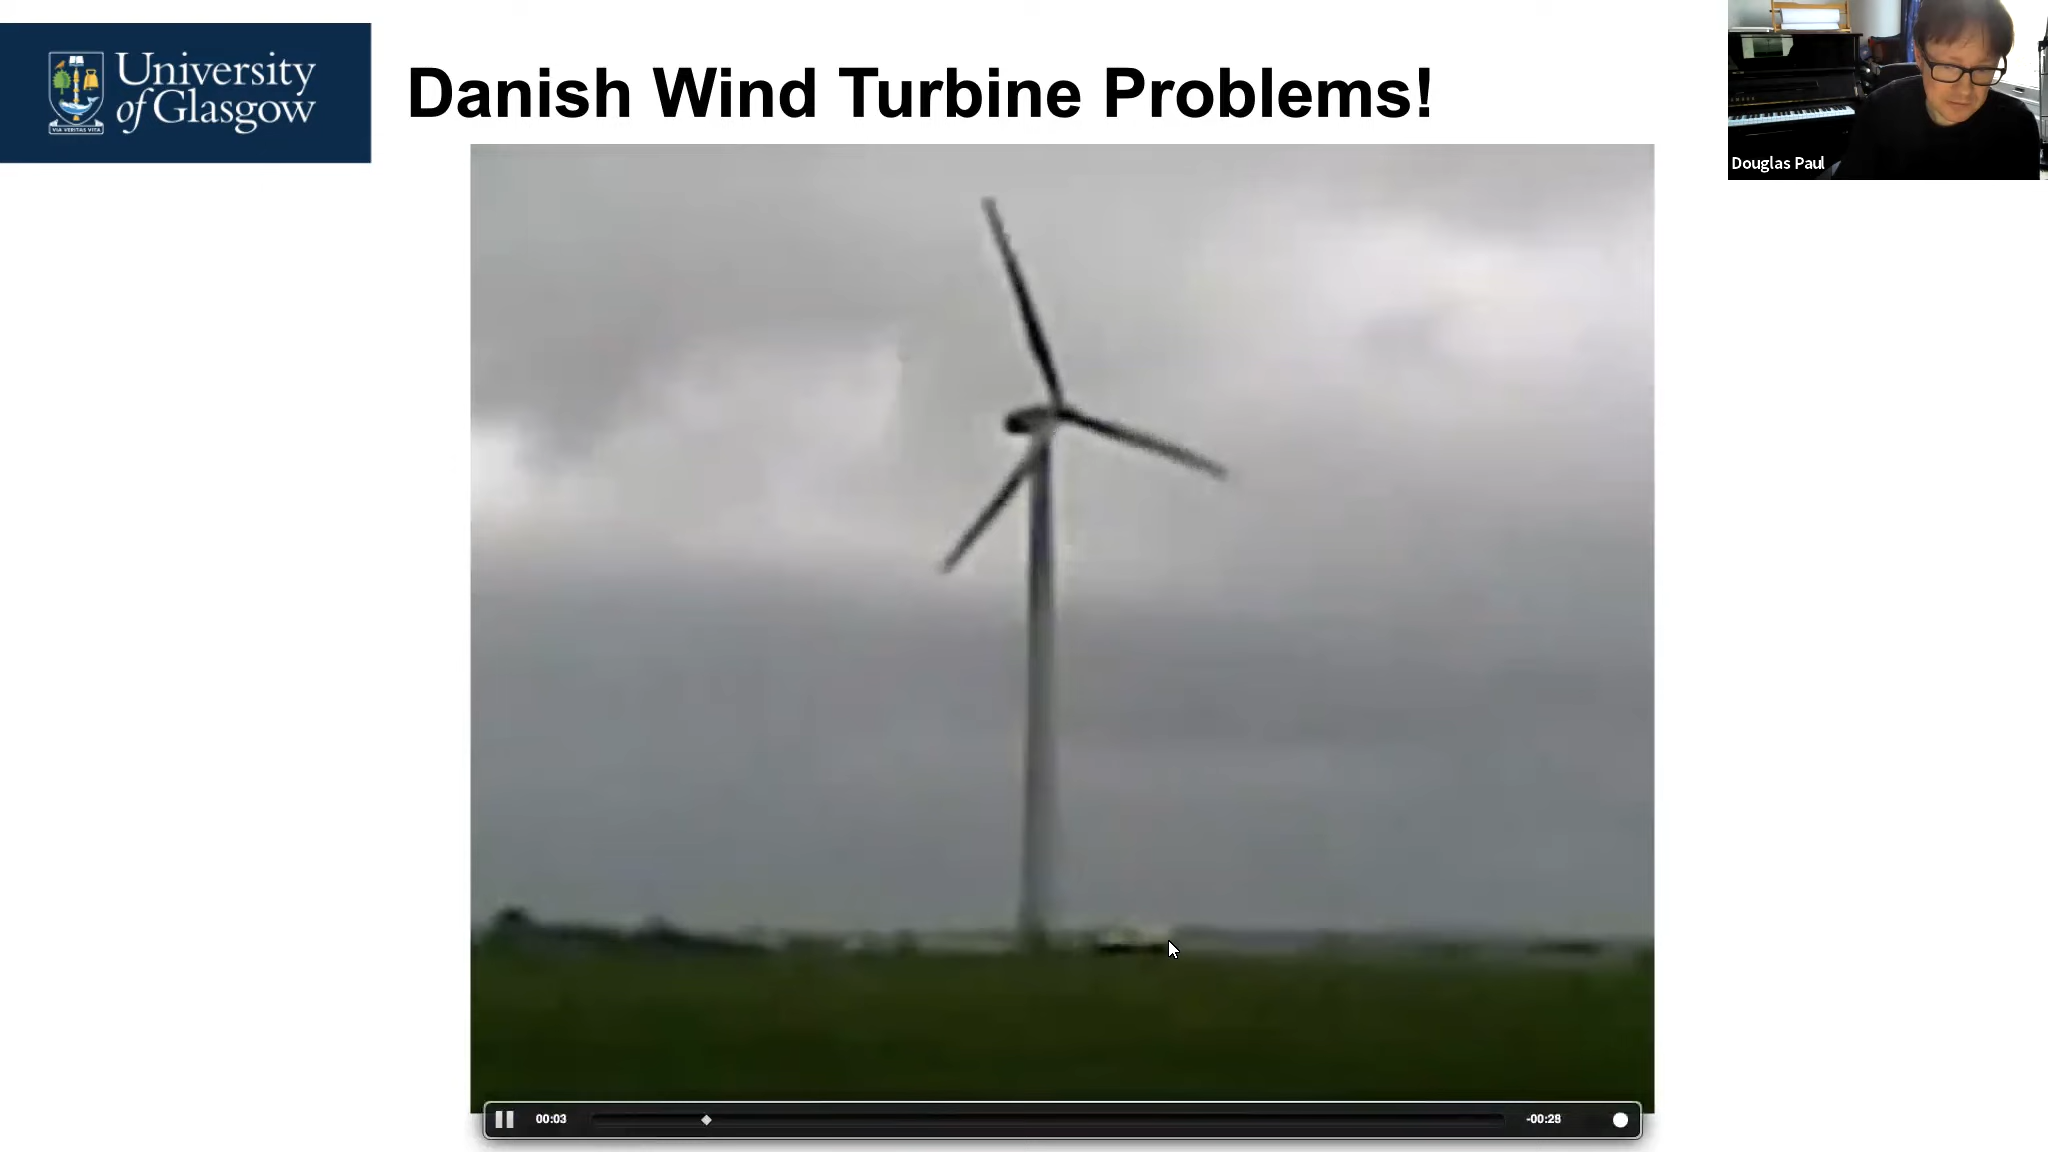 University
of Glasgow
VIA VERITAS VITA
Danish Wind Turbine Problems!
Douglas Paul
00:03
-00:28